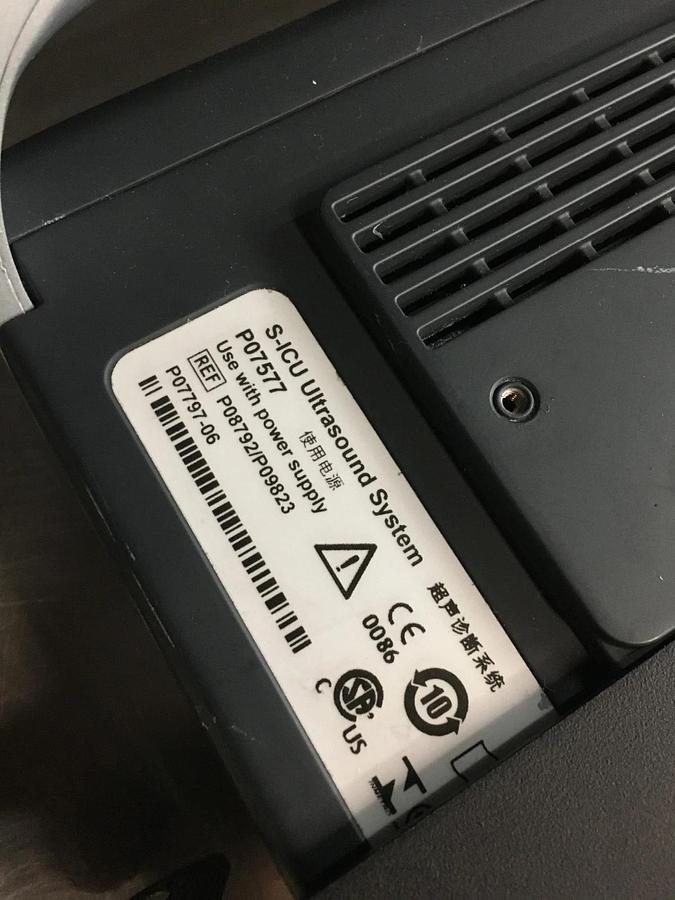 S-ICU Ultrasound System 超声诊断系统
P07577
Use with power supply 使用电源
REF P08792/P09823
P07797-06
CE
0086
10
C SA US